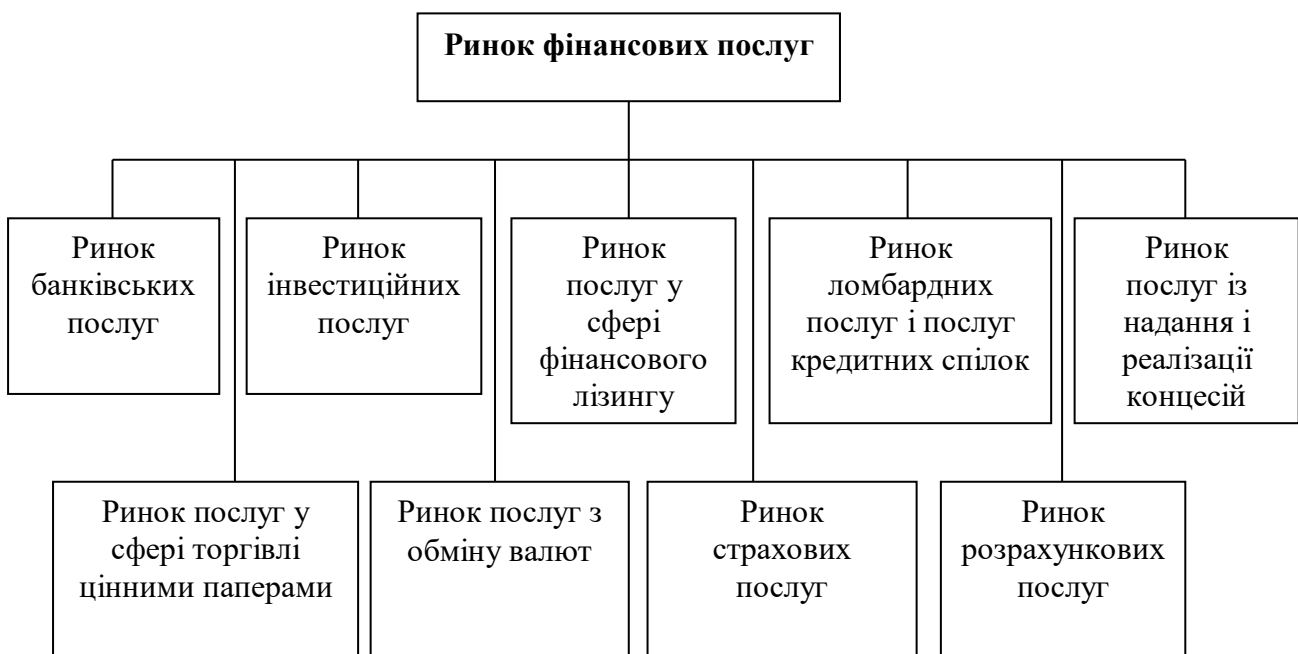 Ринок фінансових послуг
Ринок
банківських
послуг
Ринок
інвестиційних
послуг
Ринок
послуг у
сфері
фінансового
лізингу
Ринок
ломбардних
послуг і послуг
кредитних спілок
Ринок
послуг із
надання і
реалізації
концесій
Ринок послуг у
сфері торгівлі
цінними паперами
Ринок послуг з
обміну валют
Ринок
страхових
послуг
Ринок
розрахункових
послуг